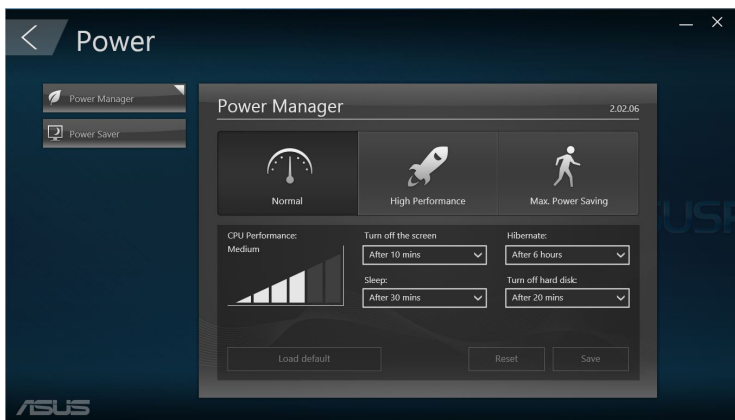 Power
Power Manager
Power Saver
Power Manager
2.02.06
Normal
High Performance
Max. Power Saving
CPU Performance:
Medium
Turn off the screen
After 10 mins
Hibernate:
After 6 hours
Sleep:
After 30 mins
Turn off hard disk:
After 20 mins
Load default
Reset
Save
ASUS